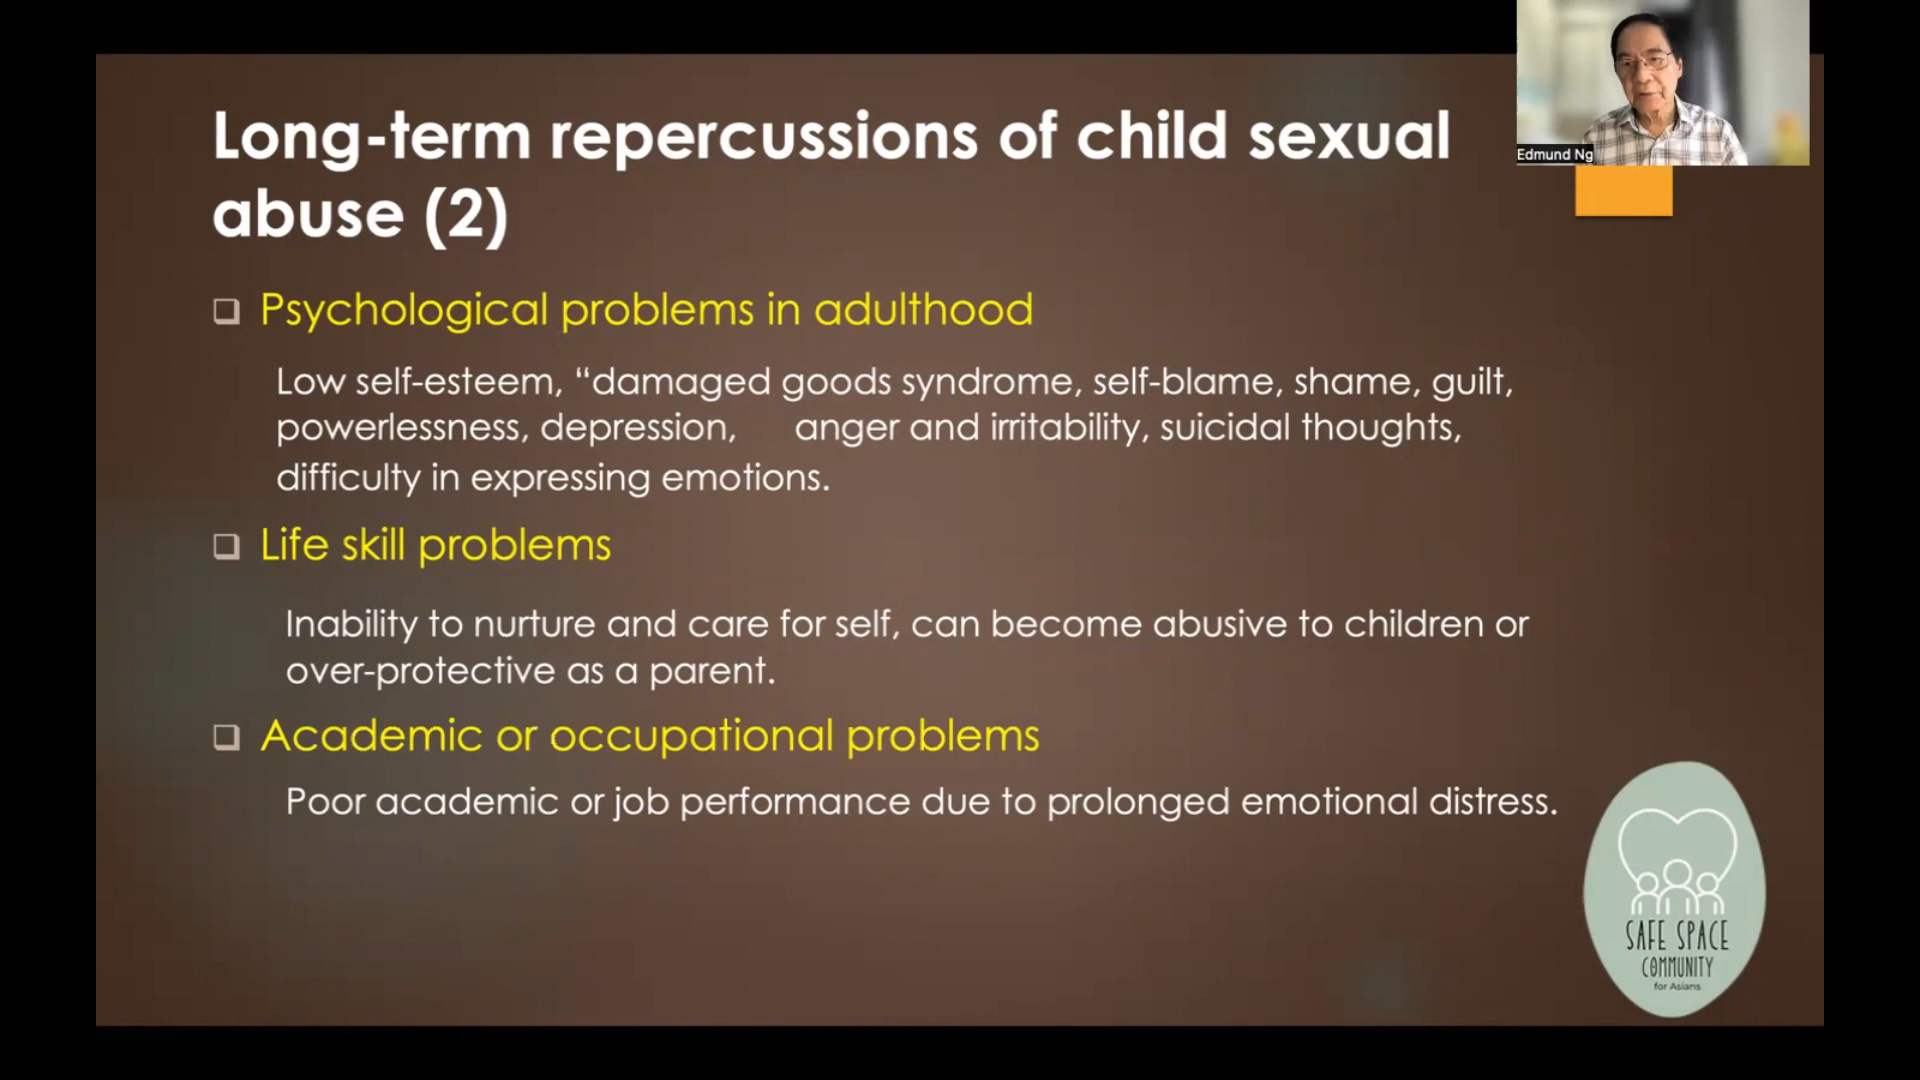 Long-term repercussions of child sexual
abuse (2)
Edmund Ng
Psychological problems in adulthood
Low self-esteem, “damaged goods syndrome, self-blame, shame, guilt,
powerlessness, depression, anger and irritability, suicidal thoughts,
difficulty in expressing emotions.
Life skill problems
Inability to nurture and care for self, can become abusive to children or
over-protective as a parent.
Academic or occupational problems
Poor academic or job performance due to prolonged emotional distress.
SAFE SPACE
COMMUNITY
for Asians